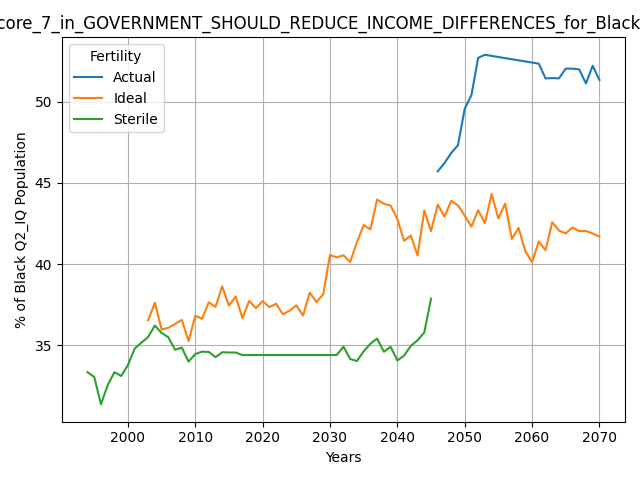 core_7_in_GOVERNMENT_SHOULD_REDUCE_INCOME_DIFFERENCES_for_Black
Fertility
Actual
Ideal
Sterile
% of Black Q2_IQ Population
50
45
40
35
2000
2010
2020
2030
2040
2050
2060
2070
Years